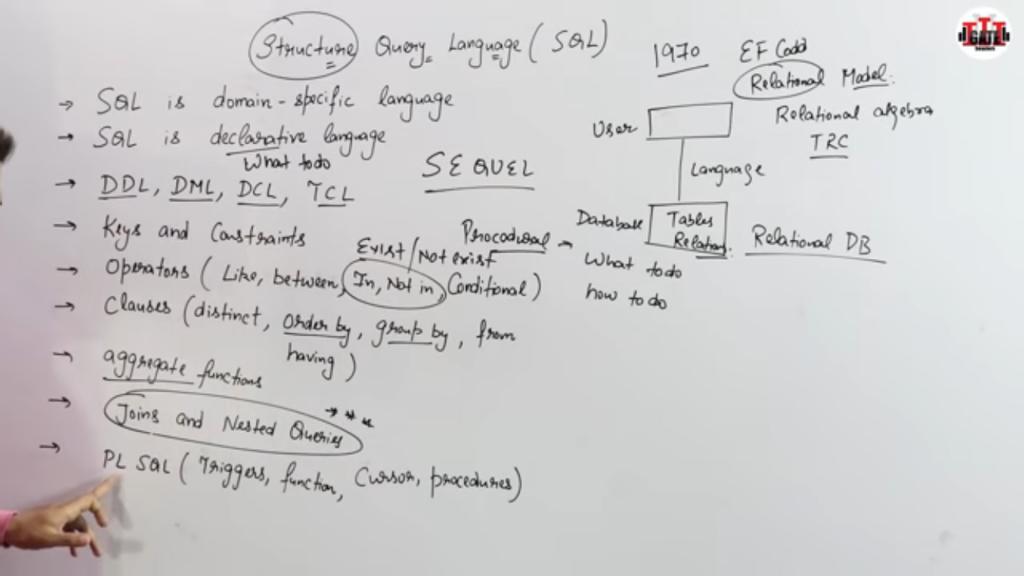 Structure Query Language (SQL)
→ SQL is domain-specific language
→ SQL is declarative language
What to do
SEQUEL
→ DDL, DML, DCL, TCL
→ Keys and Constraints
Exist/Not exist
→ Operators (Like, between, In, Not in, Conditional)
→ Clauses (distinct, order by, group by, from
having)
→ aggregate functions
→ Joins and Nested Queries
→ PL SQL (Triggers, function, Cursor, procedures)
1970 EF Codd
Relational Model:
Relational algebra
TRC
User
Language
Database Tables
Relations. Relational DB
Procadural →
What to do
how to do
GATE